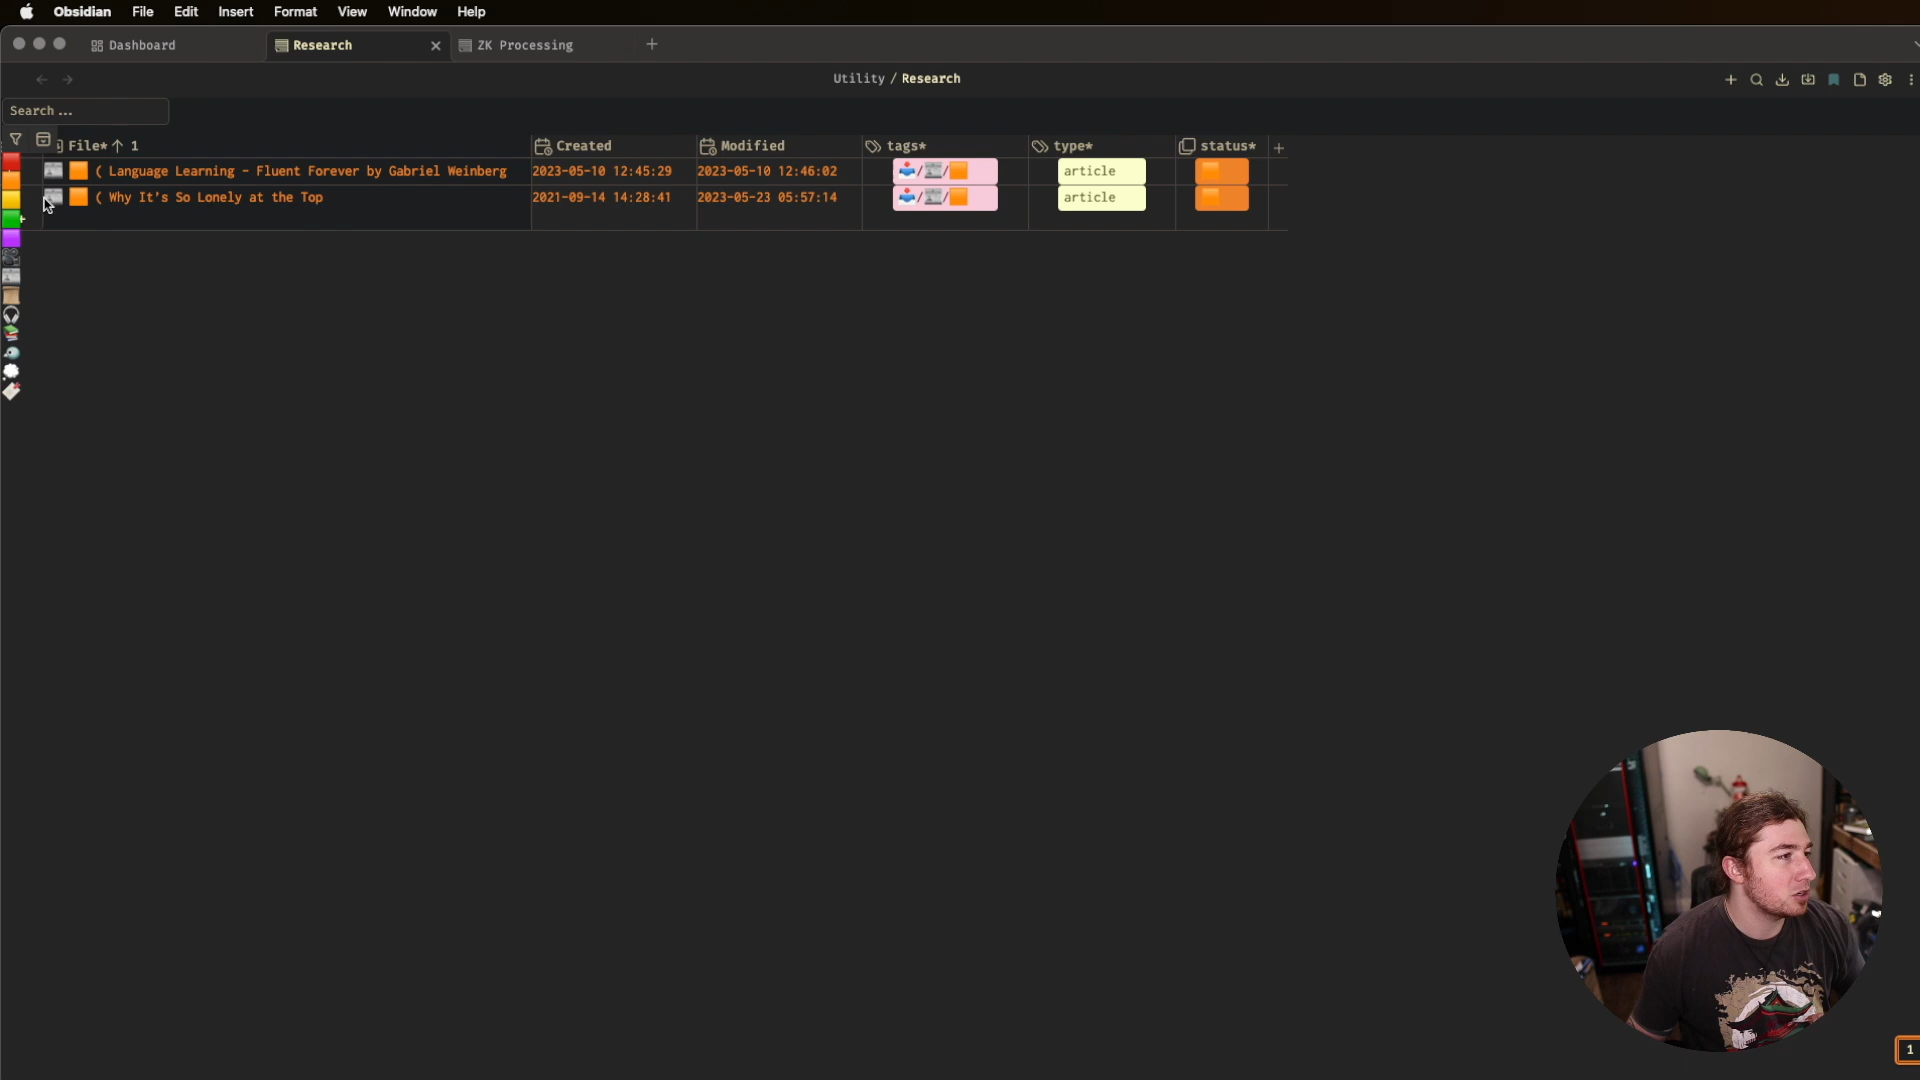 Obsidian File Edit Insert Format View Window Help
Dashboard Research ZK Processing
Utility / Research
Search ...
File* 1 Created Modified tags* type* status*
( Language Learning - Fluent Forever by Gabriel Weinberg 2023-05-10 12:45:29 2023-05-10 12:46:02 / / article
( Why It's So Lonely at the Top 2021-09-14 14:28:41 2023-05-23 05:57:14 / / article
1